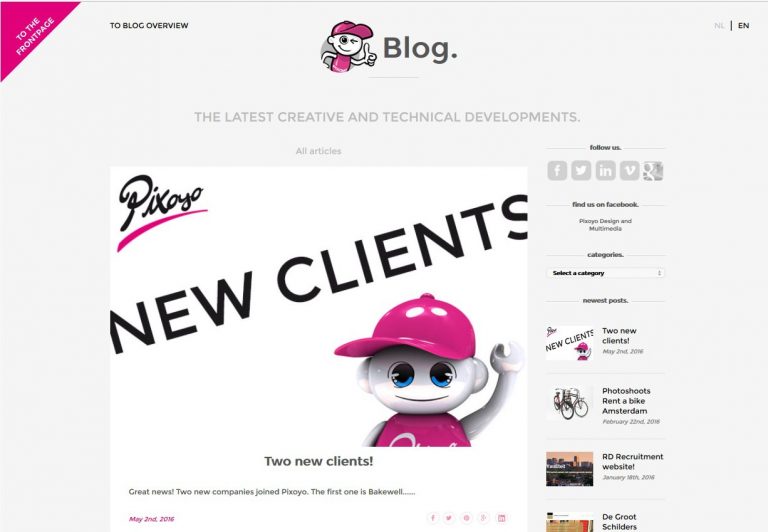 TO THE
FRONTPAGE
TO BLOG OVERVIEW
NL | EN
Blog.
THE LATEST CREATIVE AND TECHNICAL DEVELOPMENTS.
All articles
Pixoyo
NEW CLIENTS
Two new clients!
Great news! Two new companies joined Pixoyo. The first one is Bakewell.......
May 2nd, 2016
follow us.
find us on facebook.
Pixoyo Design and
Multimedia
categories.
Select a category
newest posts.
NEW CLIENTS
Two new
clients!
May 2nd, 2016
Photoshoots
Rent a bike
Amsterdam
February 22nd, 2016
RD Recruitment
website!
January 18th, 2016
De Groot
Schilders